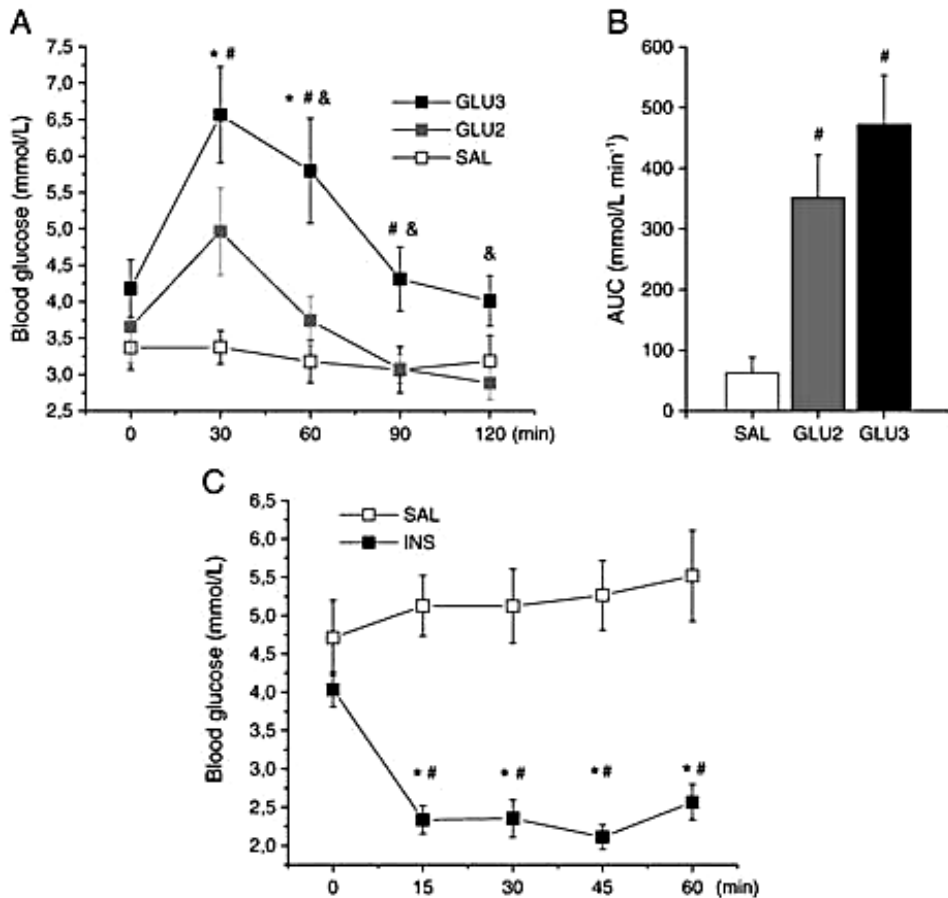 A
Blood glucose (mmol/L)
7,5
7,0
6,5
6,0
5,5
5,0
4,5
4,0
3,5
3,0
2,5
* #
* # &
# &
&
GLU3
GLU2
SAL
0 30 60 90 120 (min)
B
AUC (mmol/L min⁻¹)
600
500
400
300
200
100
0
#
#
SAL GLU2 GLU3
C
Blood glucose (mmol/L)
6,5
6,0
5,5
5,0
4,5
4,0
3,5
3,0
2,5
2,0
SAL
INS
* # * # * # * #
0 15 30 45 60 (min)